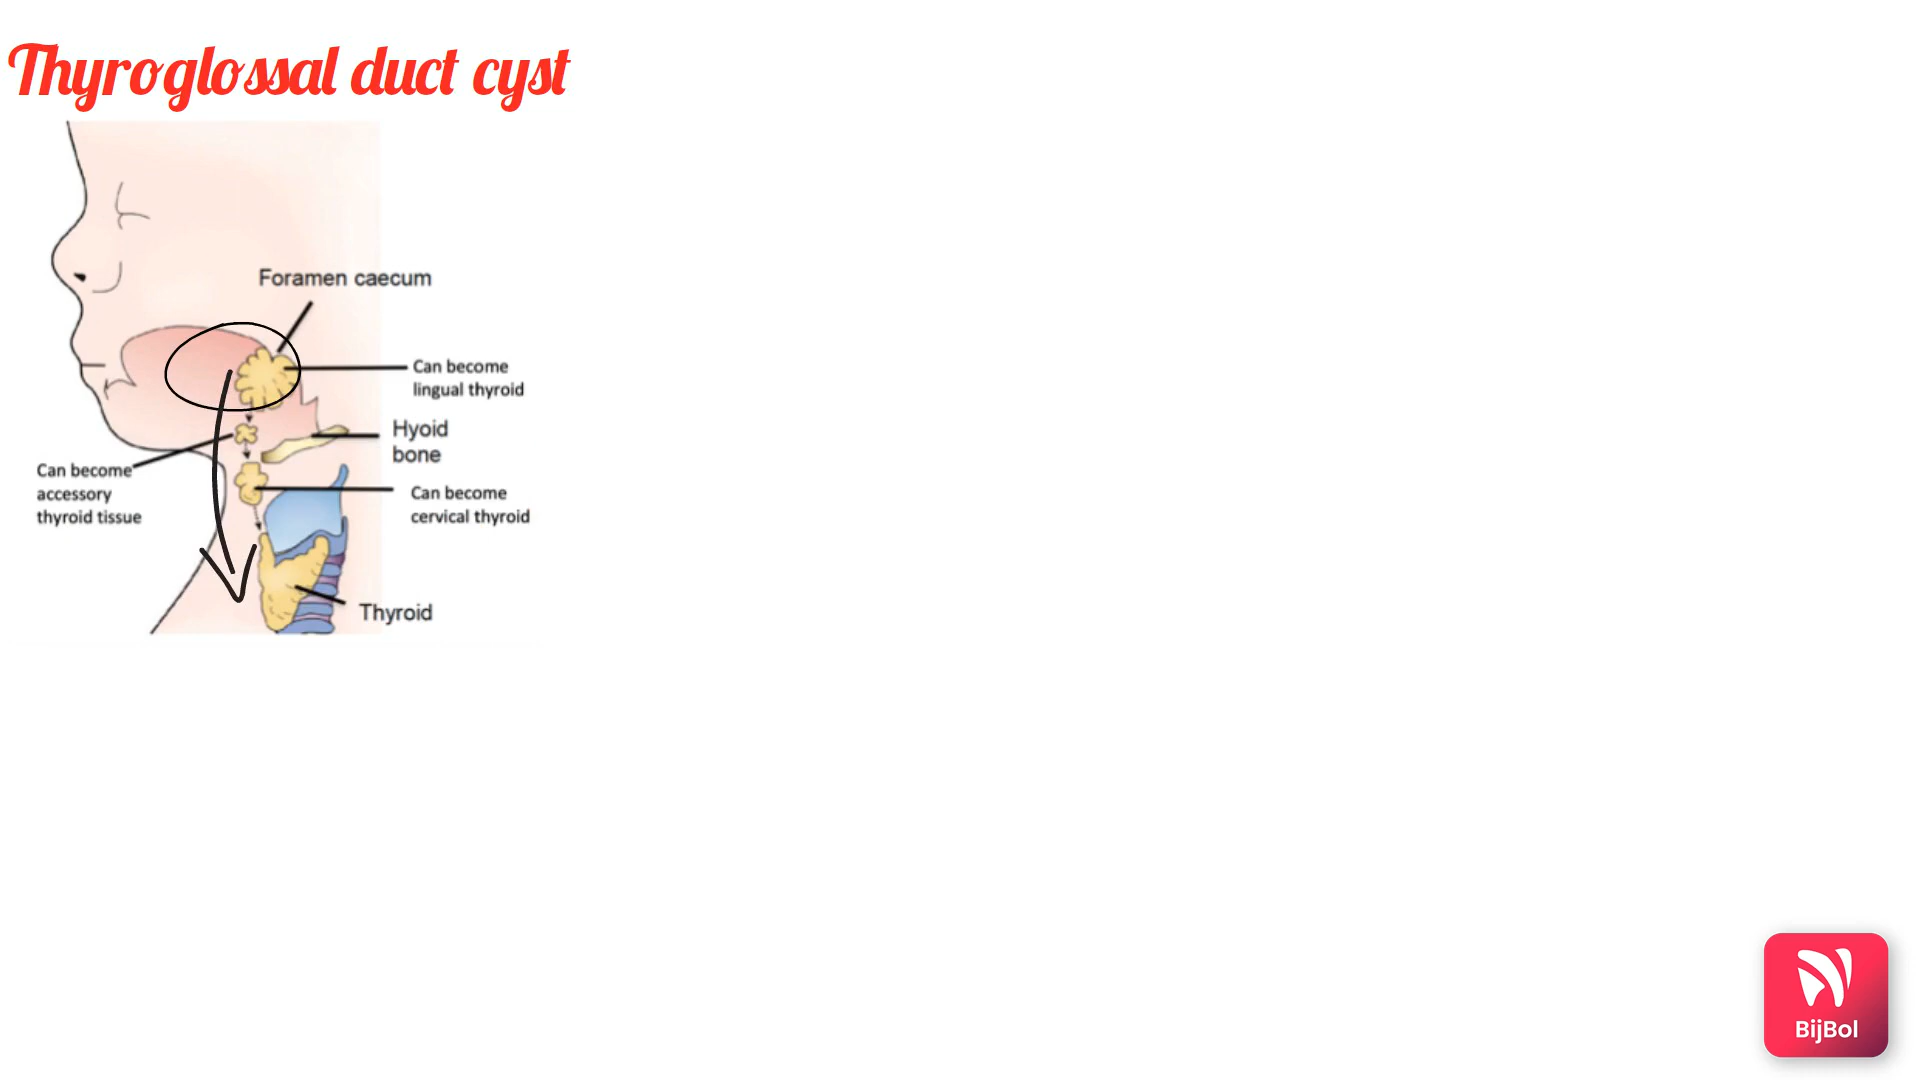 Thyroglossal duct cyst
Foramen caecum
Can become
lingual thyroid
Hyoid
bone
Can become
accessory
thyroid tissue
Can become
cervical thyroid
Thyroid
BijBol